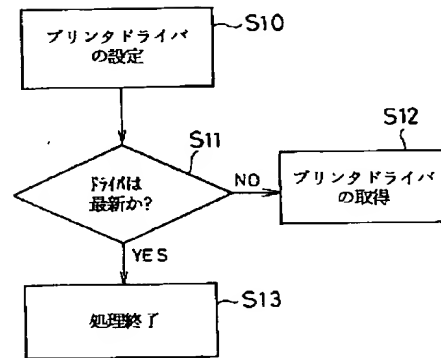 プリンタドライバ
の設定
S10
S11
ドライバは
最新か?
NO
S12
プリンタドライバ
の取得
YES
処理終了
S13